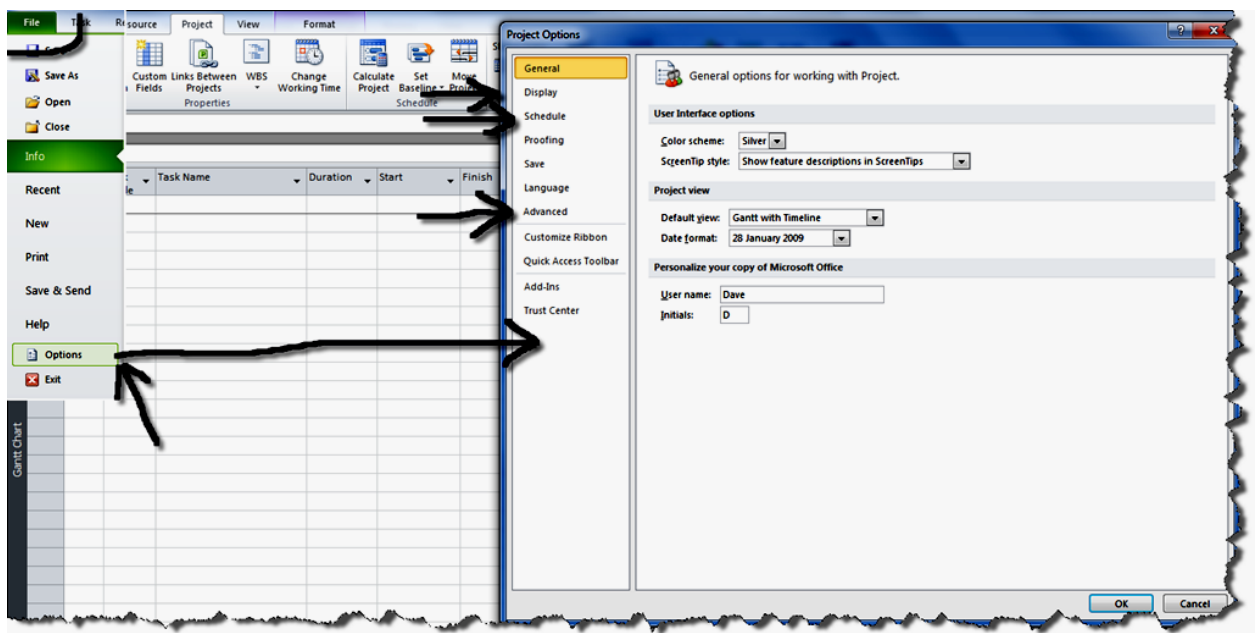 File Task Resource Project View Format
Save As
Open
Close
Info
Recent
New
Print
Save & Send
Help
Options
Exit
Custom Fields
Links Between Projects
WBS
Change Working Time
Calculate Project
Set Baseline
Move
Properties
Schedule
Task Name Duration Start Finish
Gantt Chart
Project Options
General
Display
Schedule
Proofing
Save
Language
Advanced
Customize Ribbon
Quick Access Toolbar
Add-Ins
Trust Center
General options for working with Project.
User Interface options
Color scheme: Silver
ScreenTip style: Show feature descriptions in ScreenTips
Project view
Default view: Gantt with Timeline
Date format: 28 January 2009
Personalize your copy of Microsoft Office
User name: Dave
Initials: D
OK Cancel